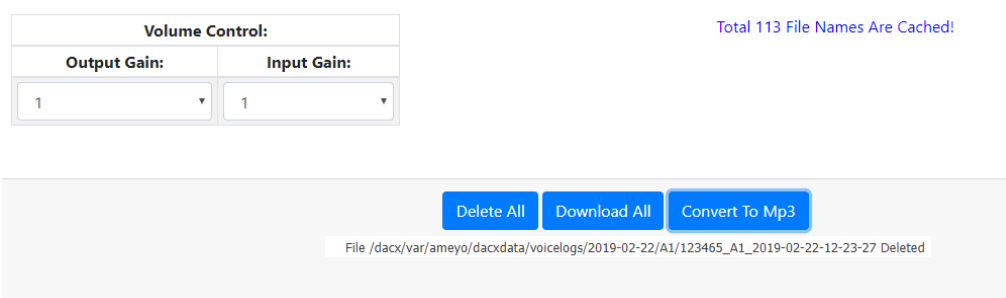 Volume Control:
Total 113 File Names Are Cached!
Output Gain: Input Gain:
1 1
Delete All Download All Convert To Mp3
File /dacx/var/ameyo/dacxdata/voicelogs/2019-02-22/A1/123465_A1_2019-02-22-12-23-27 Deleted